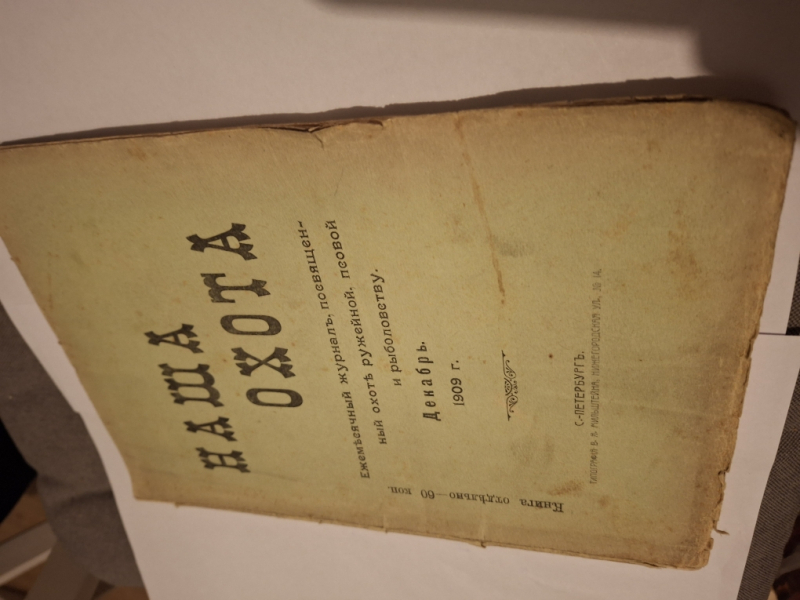 НАША
ОХОТА
Ежемѣсячный журналъ, посвящен-
ный охотѣ ружейной, псовой
и рыболовству.
Декабрь.
1909 г.
С.-ПЕТЕРБУРГЪ.
Книга отдѣльно—60 коп.